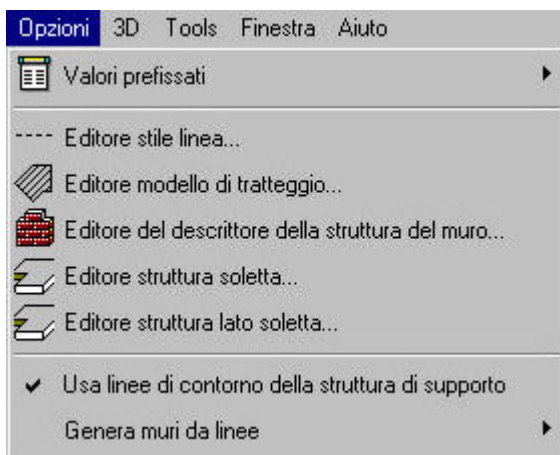 Opzioni 3D Tools Finestra Aiuto
Valori prefissati
Editore stile linea...
Editore modello di tratteggio...
Editore del descrittore della struttura del muro...
Editore struttura soletta...
Editore struttura lato soletta...
Usa linee di contorno della struttura di supporto
Genera muri da linee